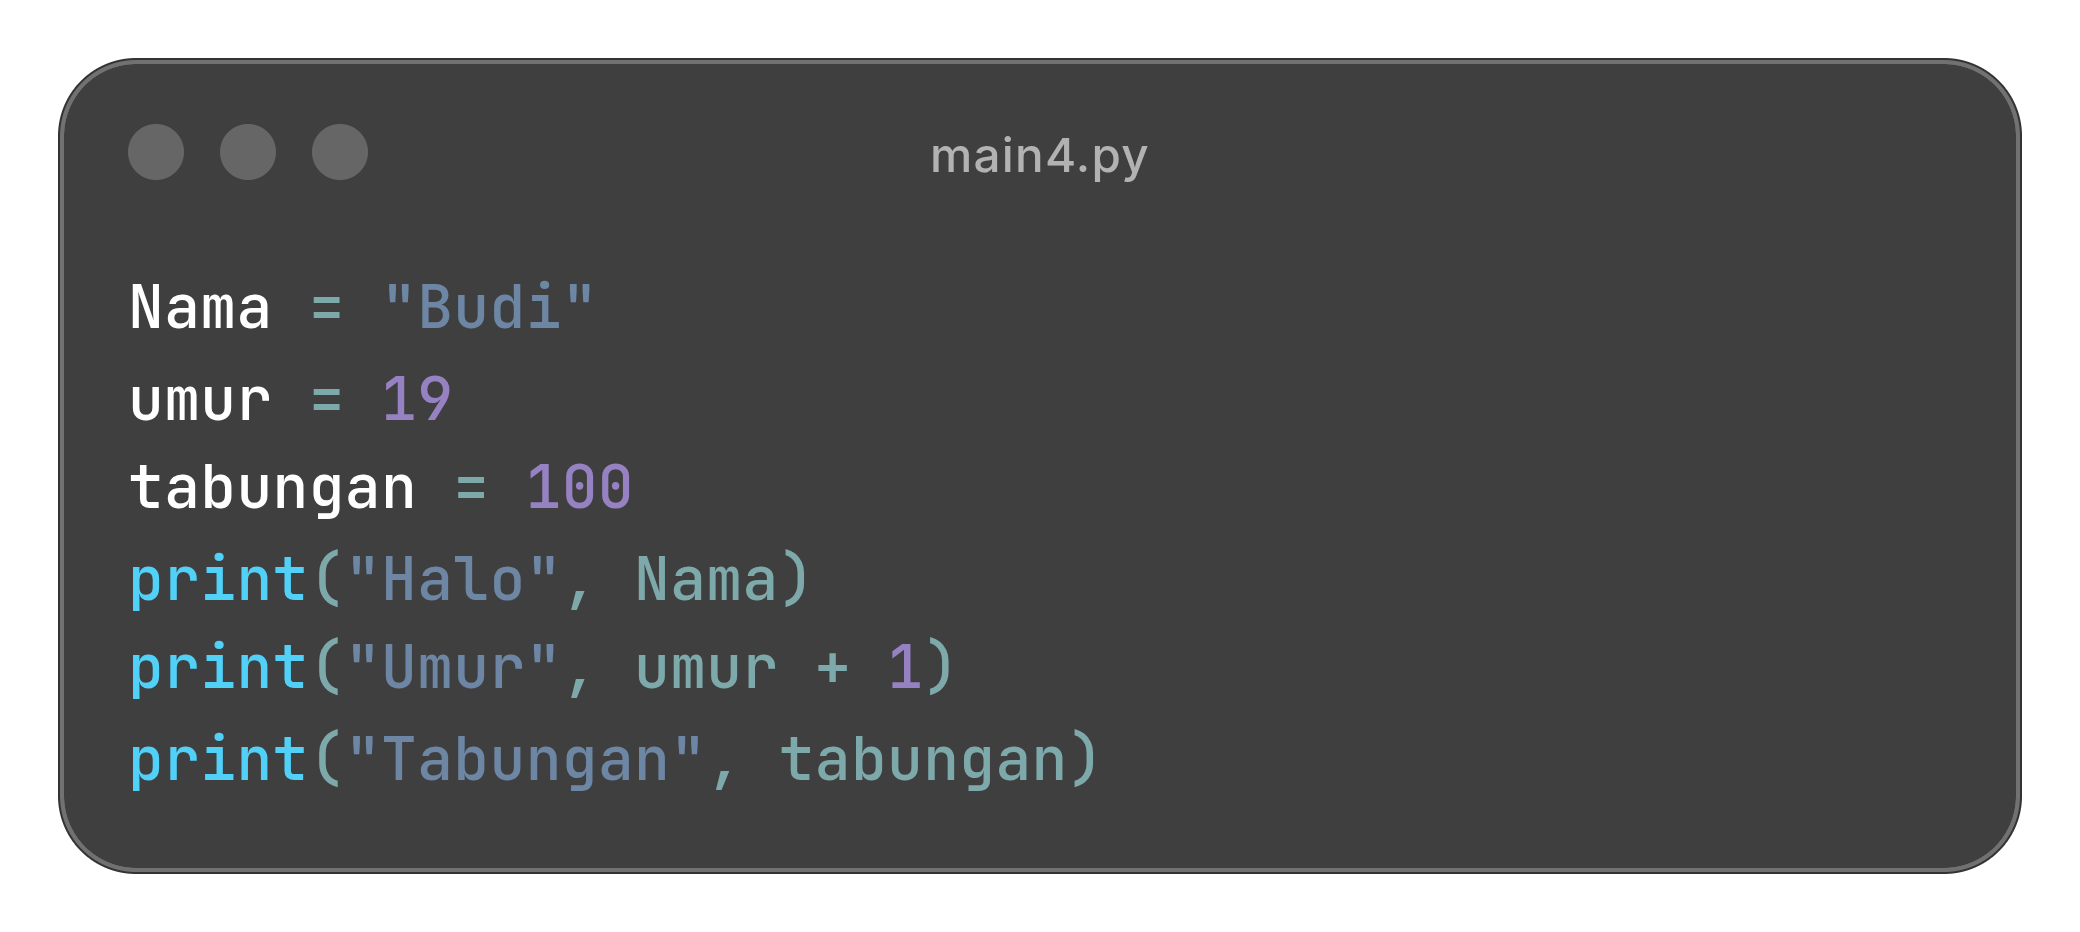 main4.py
Nama = "Budi"
umur = 19
tabungan = 100
print("Halo", Nama)
print("Umur", umur + 1)
print("Tabungan", tabungan)